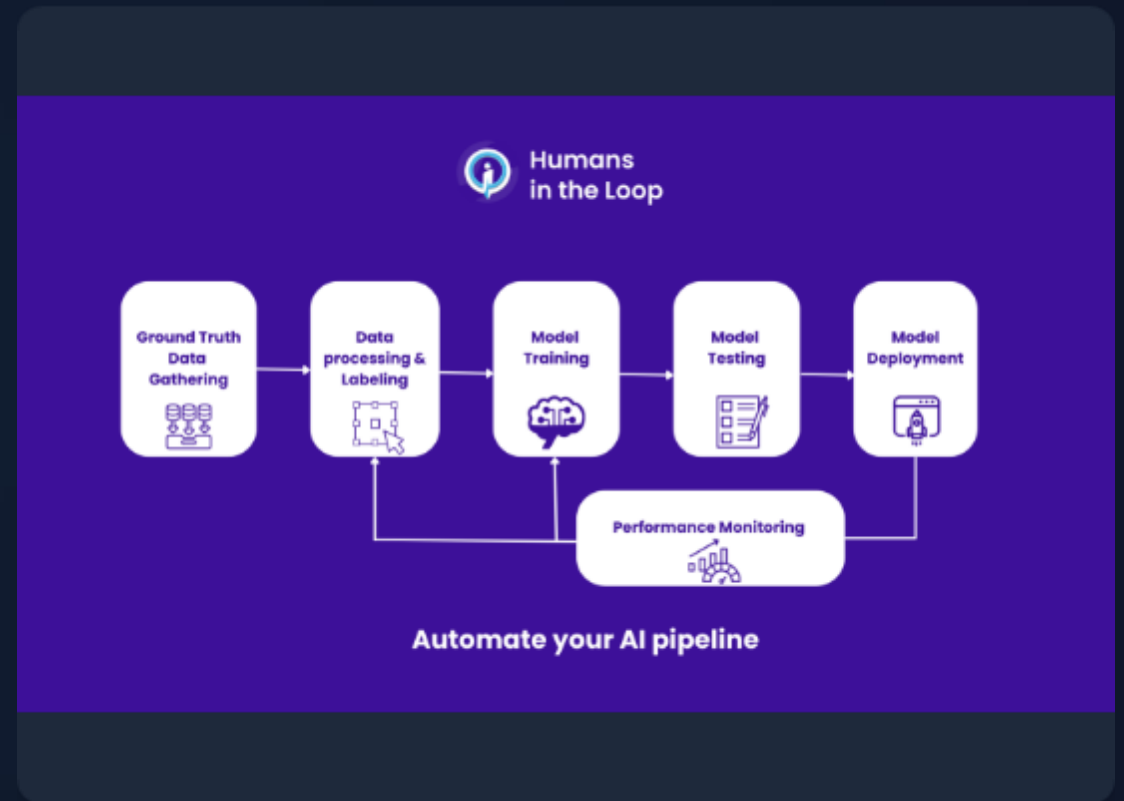 Humans
in the Loop
Ground Truth
Data
Gathering
Data
processing &
Labeling
Model
Training
Model
Testing
Model
Deployment
Performance Monitoring
Automate your AI pipeline